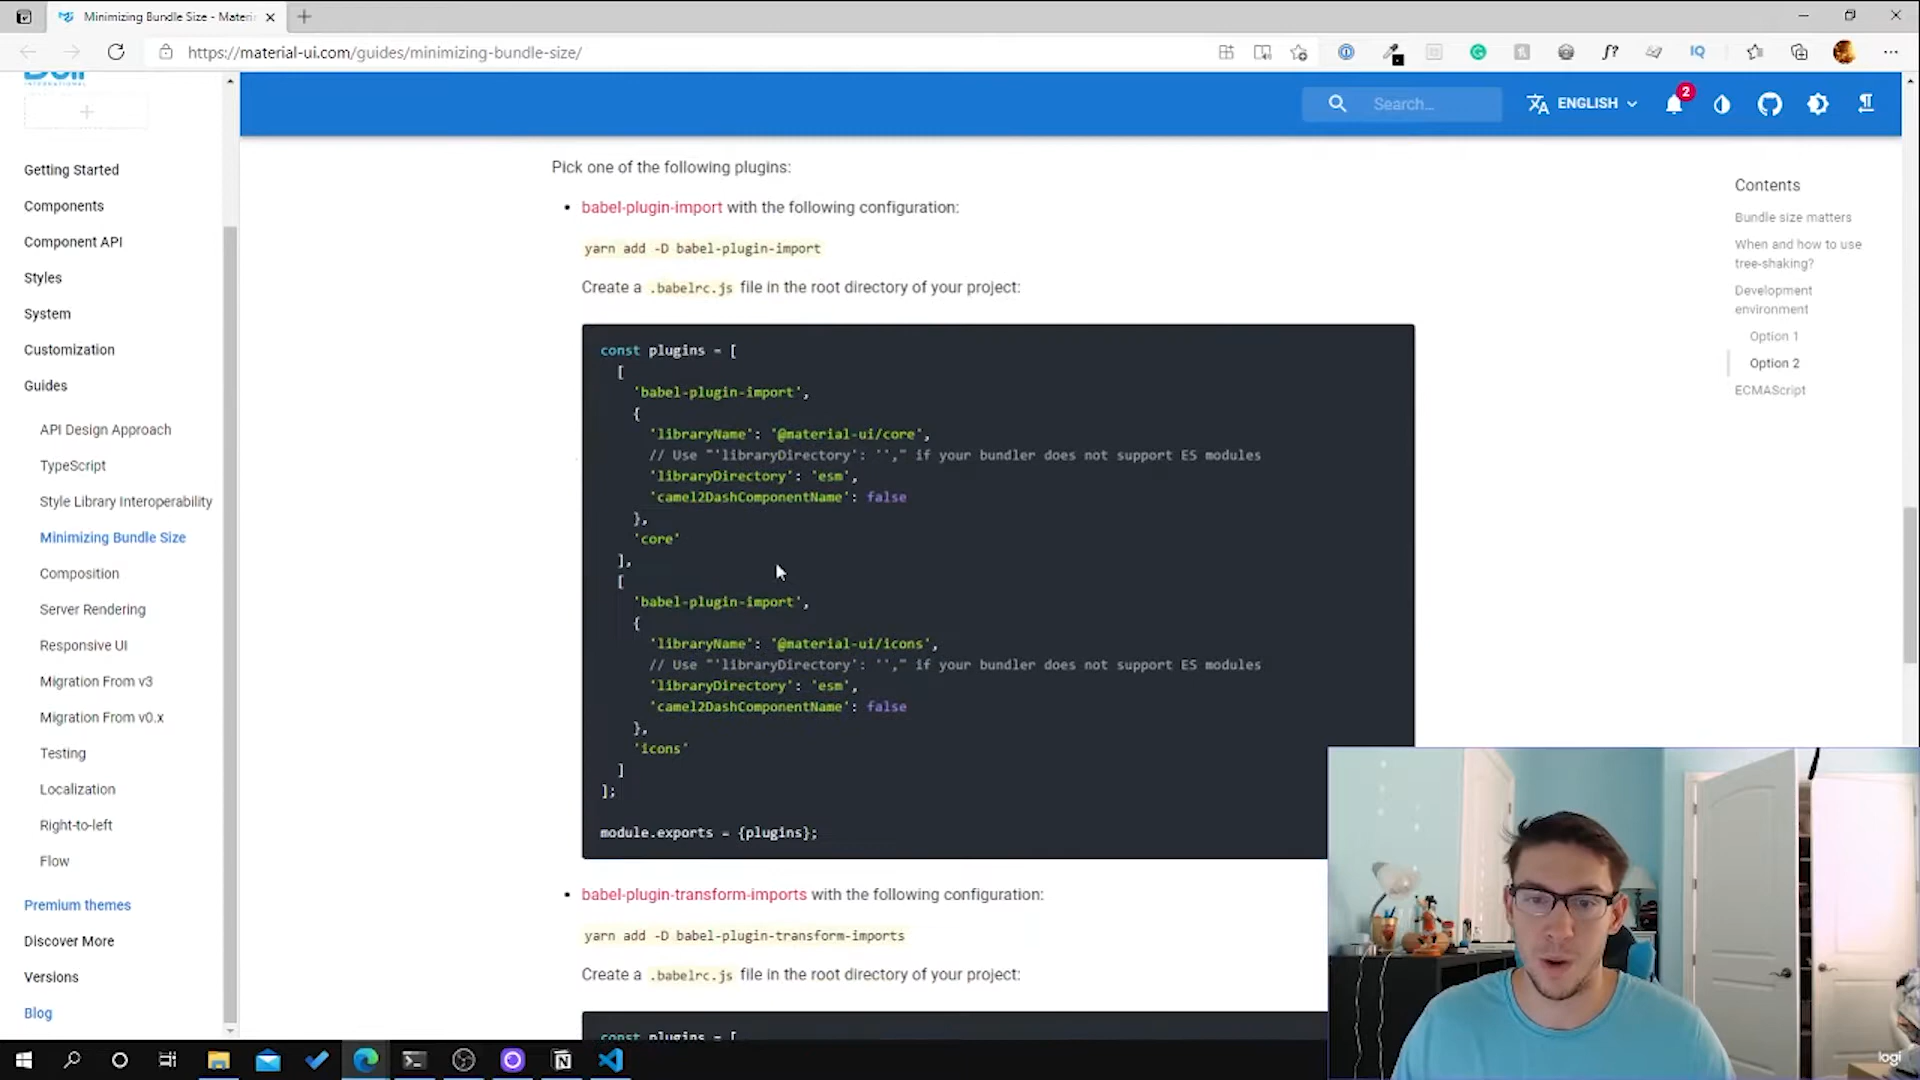 Minimizing Bundle Size - Materi
https://material-ui.com/guides/minimizing-bundle-size/
INTERNATIONAL
Search...
ENGLISH
2
Getting Started
Components
Component API
Styles
System
Customization
Guides
API Design Approach
TypeScript
Style Library Interoperability
Minimizing Bundle Size
Composition
Server Rendering
Responsive UI
Migration From v3
Migration From v0.x
Testing
Localization
Right-to-left
Flow
Premium themes
Discover More
Versions
Blog
Pick one of the following plugins:
babel-plugin-import with the following configuration:
yarn add -D babel-plugin-import
Create a .babelrc.js file in the root directory of your project:
const plugins = [
[
'babel-plugin-import',
{
'libraryName': '@material-ui/core',
// Use "'libraryDirectory': ''," if your bundler does not support ES modules
'libraryDirectory': 'esm',
'camel2DashComponentName': false
},
'core'
],
[
'babel-plugin-import',
{
'libraryName': '@material-ui/icons',
// Use "'libraryDirectory': ''," if your bundler does not support ES modules
'libraryDirectory': 'esm',
'camel2DashComponentName': false
},
'icons'
]
];
module.exports = {plugins};
babel-plugin-transform-imports with the following configuration:
yarn add -D babel-plugin-transform-imports
Create a .babelrc.js file in the root directory of your project:
const plugins = [
Contents
Bundle size matters
When and how to use
tree-shaking?
Development
environment
Option 1
Option 2
ECMAScript
logi